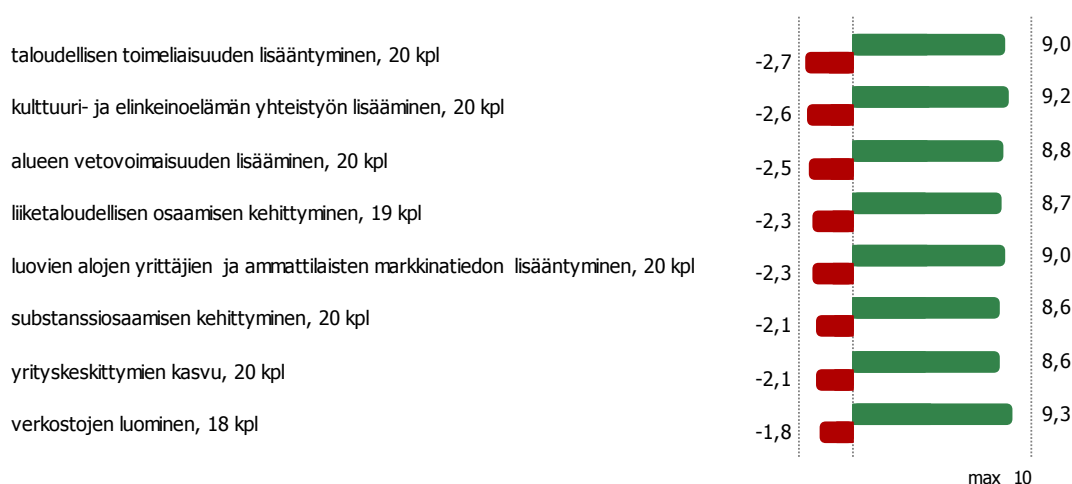 taloudellisen toimeliaisuuden lisääntyminen, 20 kpl -2,7 9,0
kulttuuri- ja elinkeinoelämän yhteistyön lisääminen, 20 kpl -2,6 9,2
alueen vetovoimaisuuden lisääminen, 20 kpl -2,5 8,8
liiketaloudellisen osaamisen kehittyminen, 19 kpl -2,3 8,7
luovien alojen yrittäjien ja ammattilaisten markkinatiedon lisääntyminen, 20 kpl -2,3 9,0
substanssiosaamisen kehittyminen, 20 kpl -2,1 8,6
yrityskeskittymien kasvu, 20 kpl -2,1 8,6
verkostojen luominen, 18 kpl -1,8 9,3
max 10